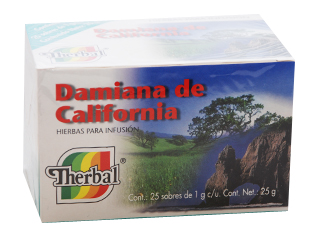 Damiana de
California
HIERBAS PARA INFUSIÓN
Therbal®
Cont.: 25 sobres de 1 g c/u. Cont. Net.: 25 g